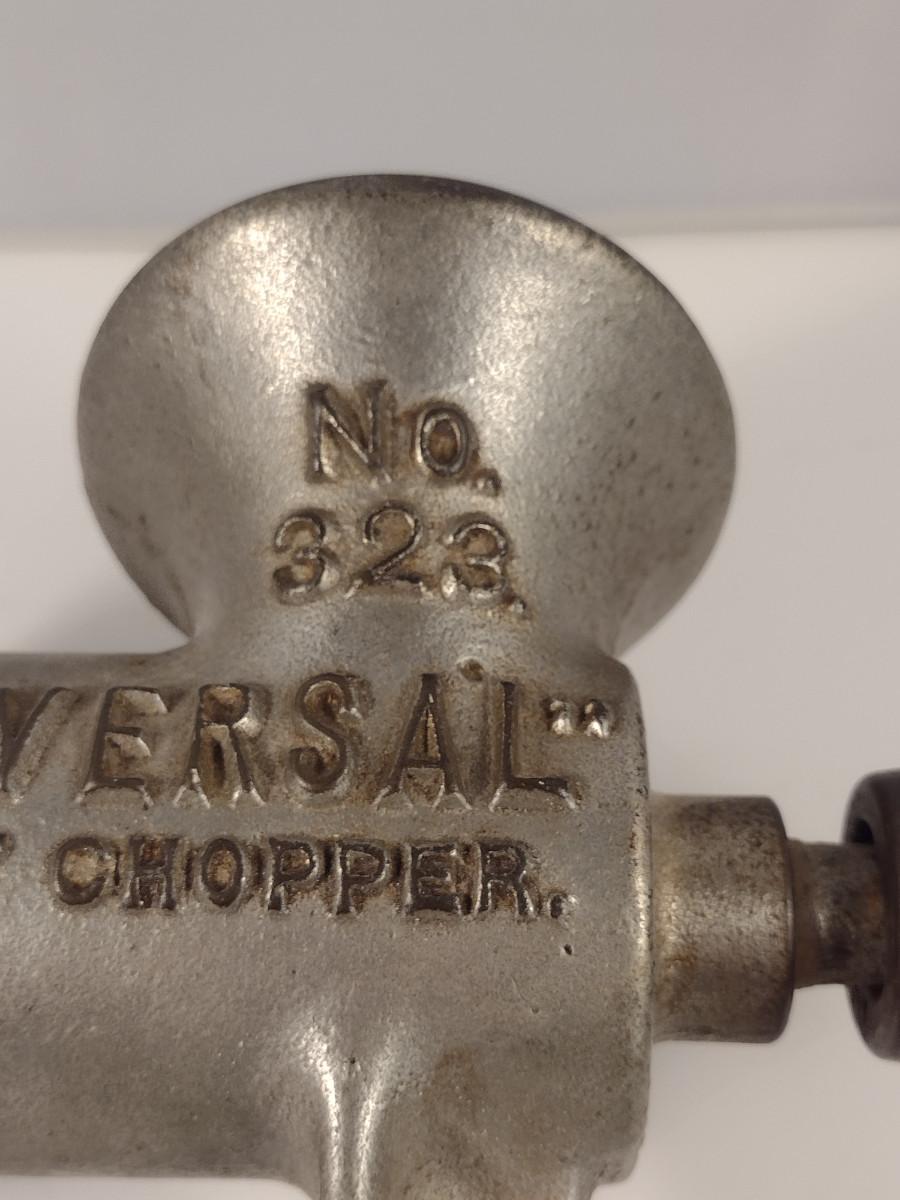 No.
323.
VERSAL"
CHOPPER.